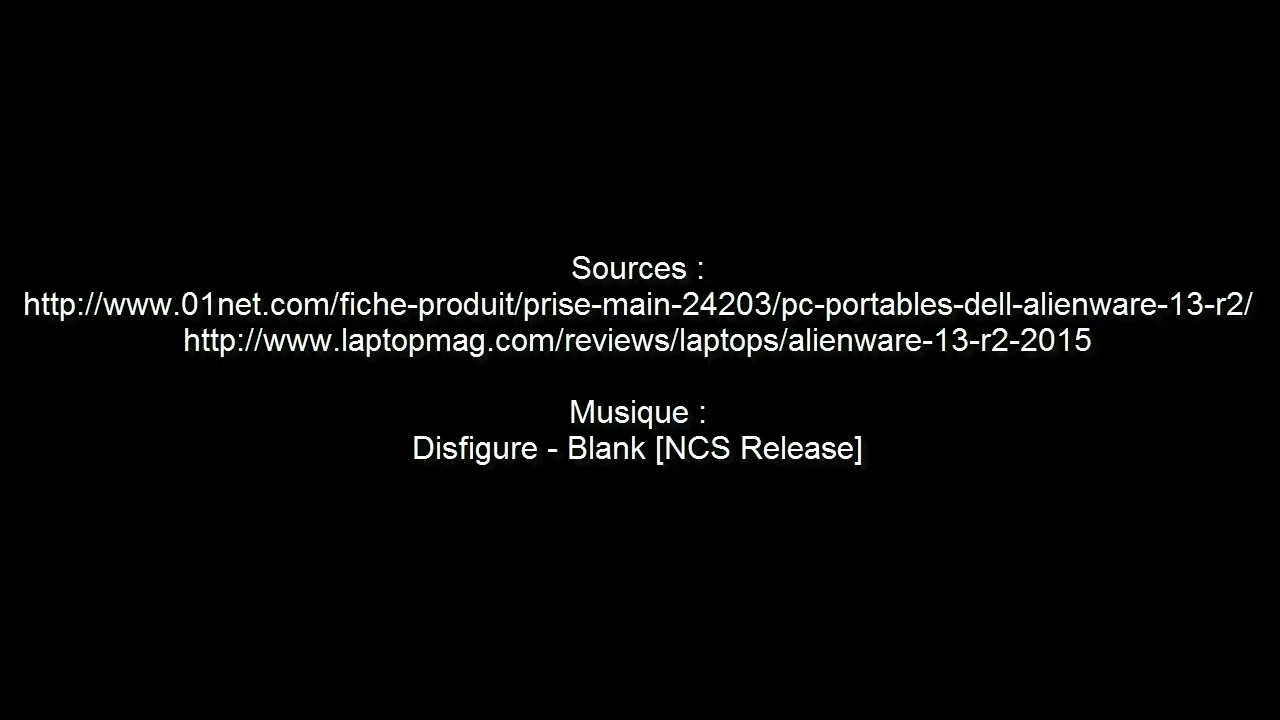 Sources :
http://www.01net.com/fiche-produit/prise-main-24203/pc-portables-dell-alienware-13-r2/
http://www.laptopmag.com/reviews/laptops/alienware-13-r2-2015
Musique :
Disfigure - Blank [NCS Release]